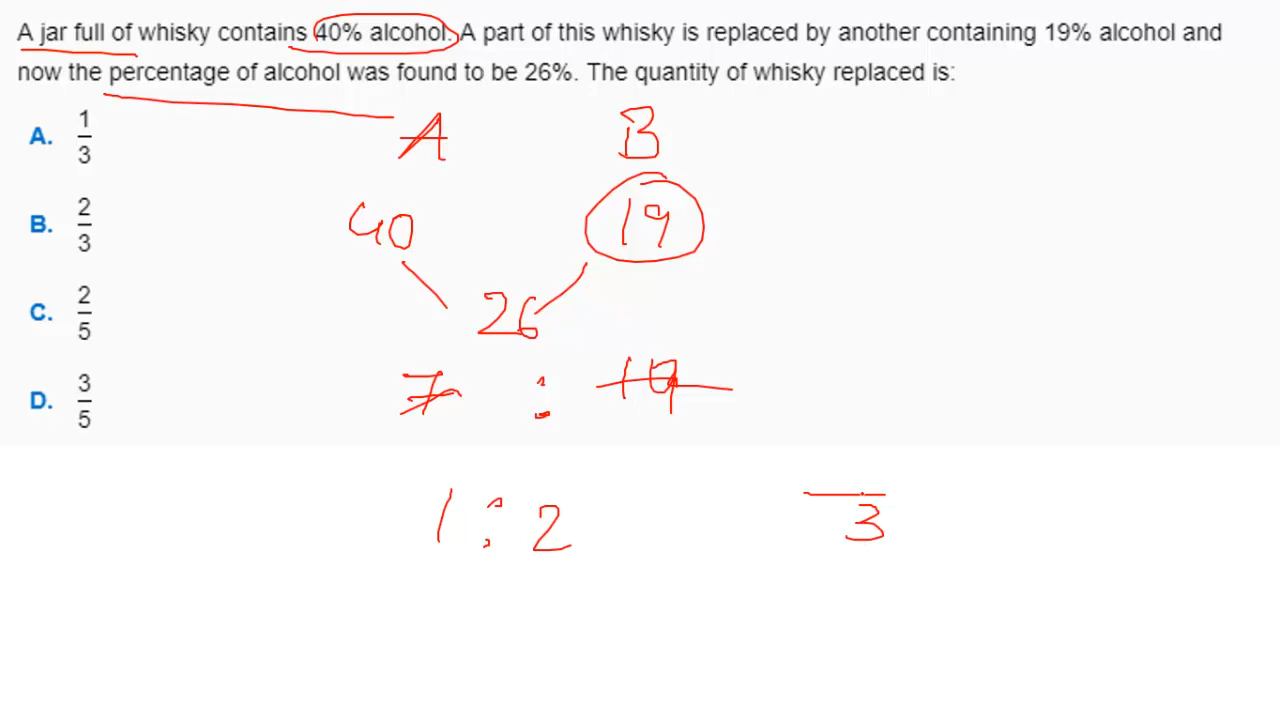 A jar full of whisky contains 40% alcohol. A part of this whisky is replaced by another containing 19% alcohol and
now the percentage of alcohol was found to be 26%. The quantity of whisky replaced is:
A. 1/3
B. 2/3
C. 2/5
D. 3/5
A B
40 19
26
7 : 14
1 : 2
3